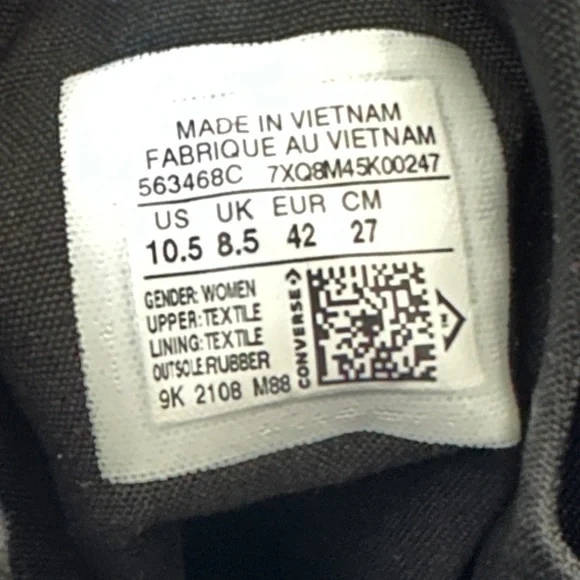 MADE IN VIETNAM
FABRIQUE AU VIETNAM
563468C 7XQ8M45K00247
US UK EUR CM
10.5 8.5 42 27
GENDER: WOMEN
UPPER:TEXTILE
LINING:TEXTILE
OUTSOLE:RUBBER
9K 2108 M88
CONVERSE